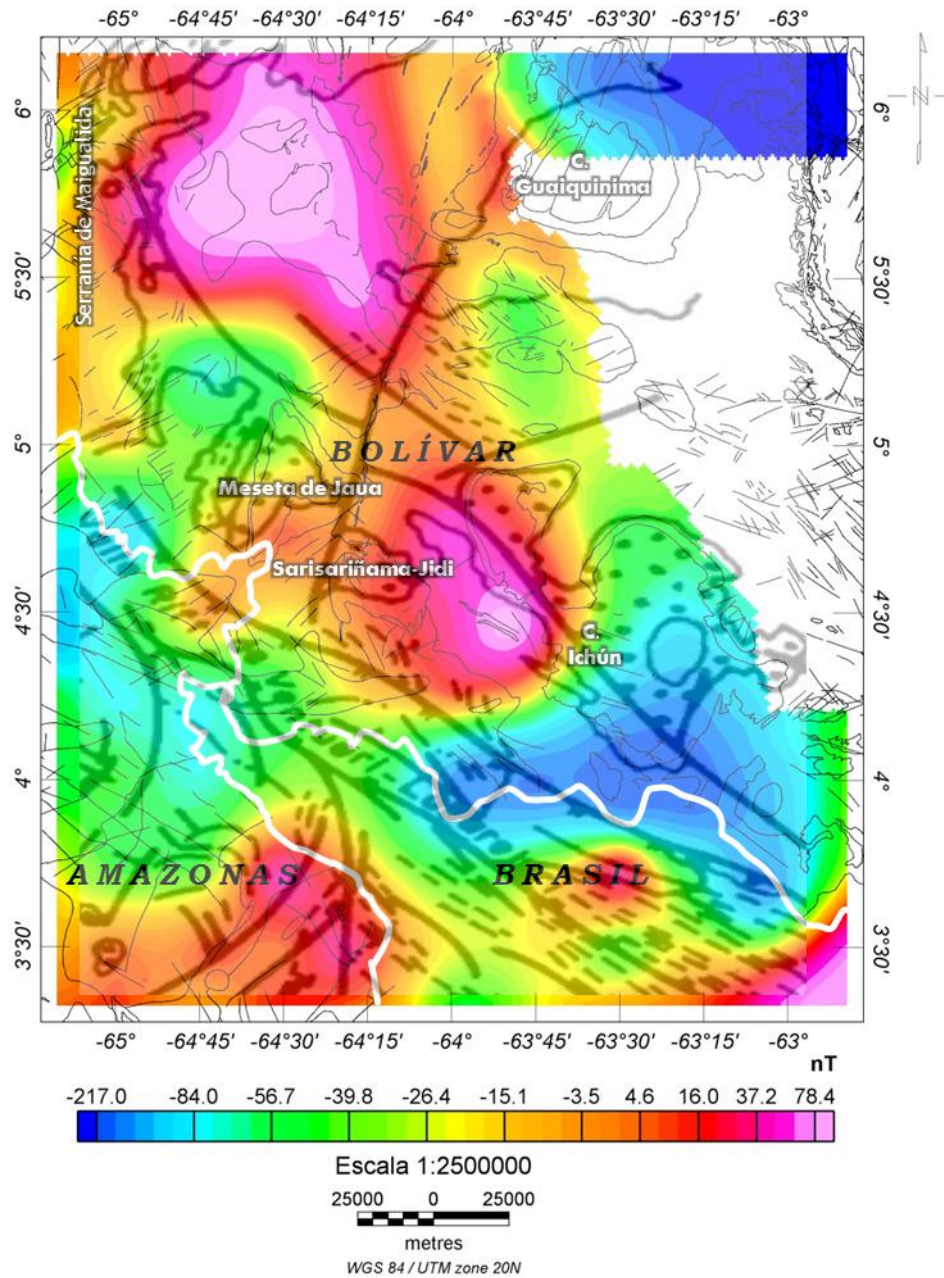 -65° -64°45' -64°30' -64°15' -64° -63°45' -63°30' -63°15' -63°
6° 6°
N
Serranía de Maigualida
C.
Guaiquinima
5°30' 5°30'
BOLÍVAR
5° 5°
Meseta de Jaua
Sarisariñama-Jidi
4°30' 4°30'
C.
Ichún
4° 4°
AMAZONAS BRASIL
3°30' 3°30'
-65° -64°45' -64°30' -64°15' -64° -63°45' -63°30' -63°15' -63°
nT
-217.0 -84.0 -56.7 -39.8 -26.4 -15.1 -3.5 4.6 16.0 37.2 78.4
Escala 1:2500000
25000 0 25000
metres
WGS 84 / UTM zone 20N